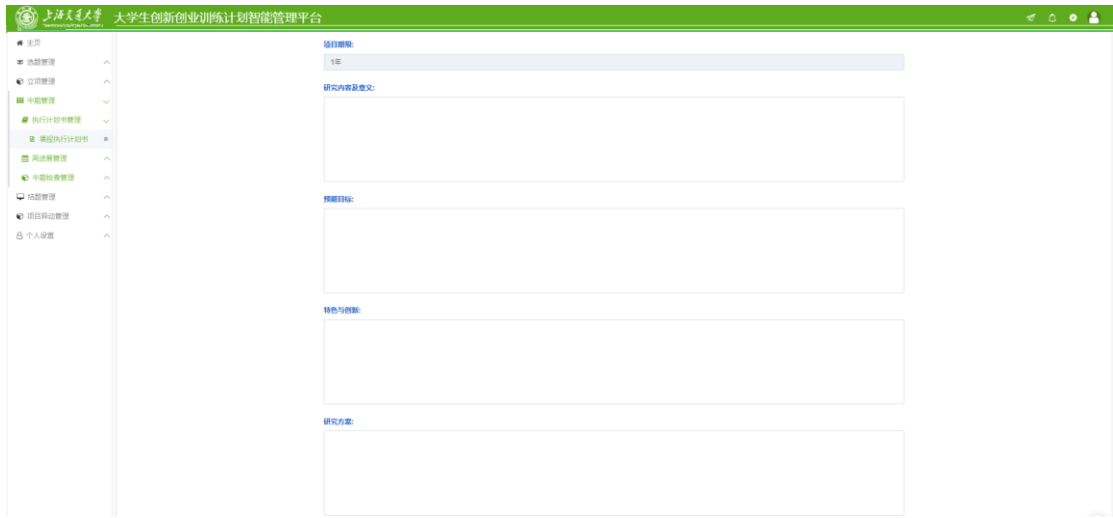 上海交通大学 大学生创新创业训练计划智能管理平台
主页
选题管理
立项管理
中期管理
执行计划书管理
填报执行计划书
周进展管理
中期检查管理
结题管理
项目异动管理
个人设置
项目期限:
1年
研究内容及意义:
预期目标:
特色与创新:
研究方案: